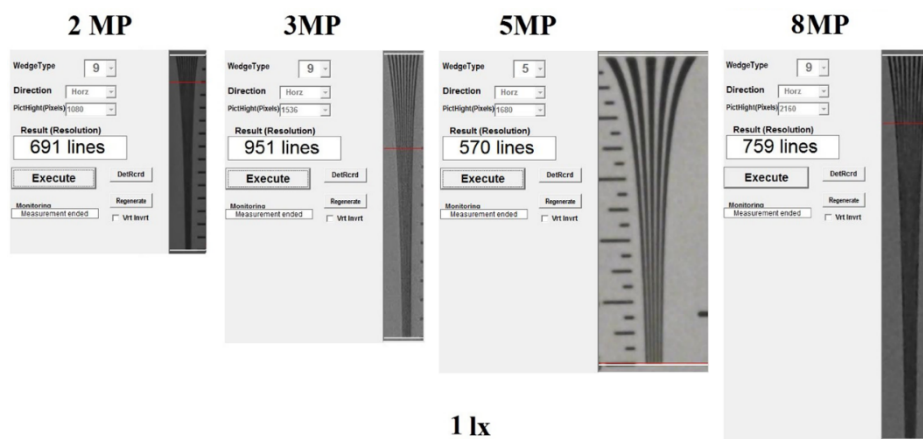 2 MP
WedgeType 9
Direction Horz
PictHight(Pixels) 1080
Result (Resolution)
691 lines
Execute DetRcrd
Regenerate
Monitoring
Measurement ended
Vrt Invrt
3MP
WedgeType 9
Direction Horz
PictHight(Pixels) 1536
Result (Resolution)
951 lines
Execute DetRcrd
Regenerate
Monitoring
Measurement ended
Vrt Invrt
5MP
WedgeType 5
Direction Horz
PictHight(Pixels) 1680
Result (Resolution)
570 lines
Execute DetRcrd
Regenerate
Monitoring
Measurement ended
Vrt Invrt
8MP
WedgeType 9
Direction Horz
PictHight(Pixels) 2160
Result (Resolution)
759 lines
Execute DetRcrd
Regenerate
Monitoring
Measurement ended
Vrt Invrt
1 lx